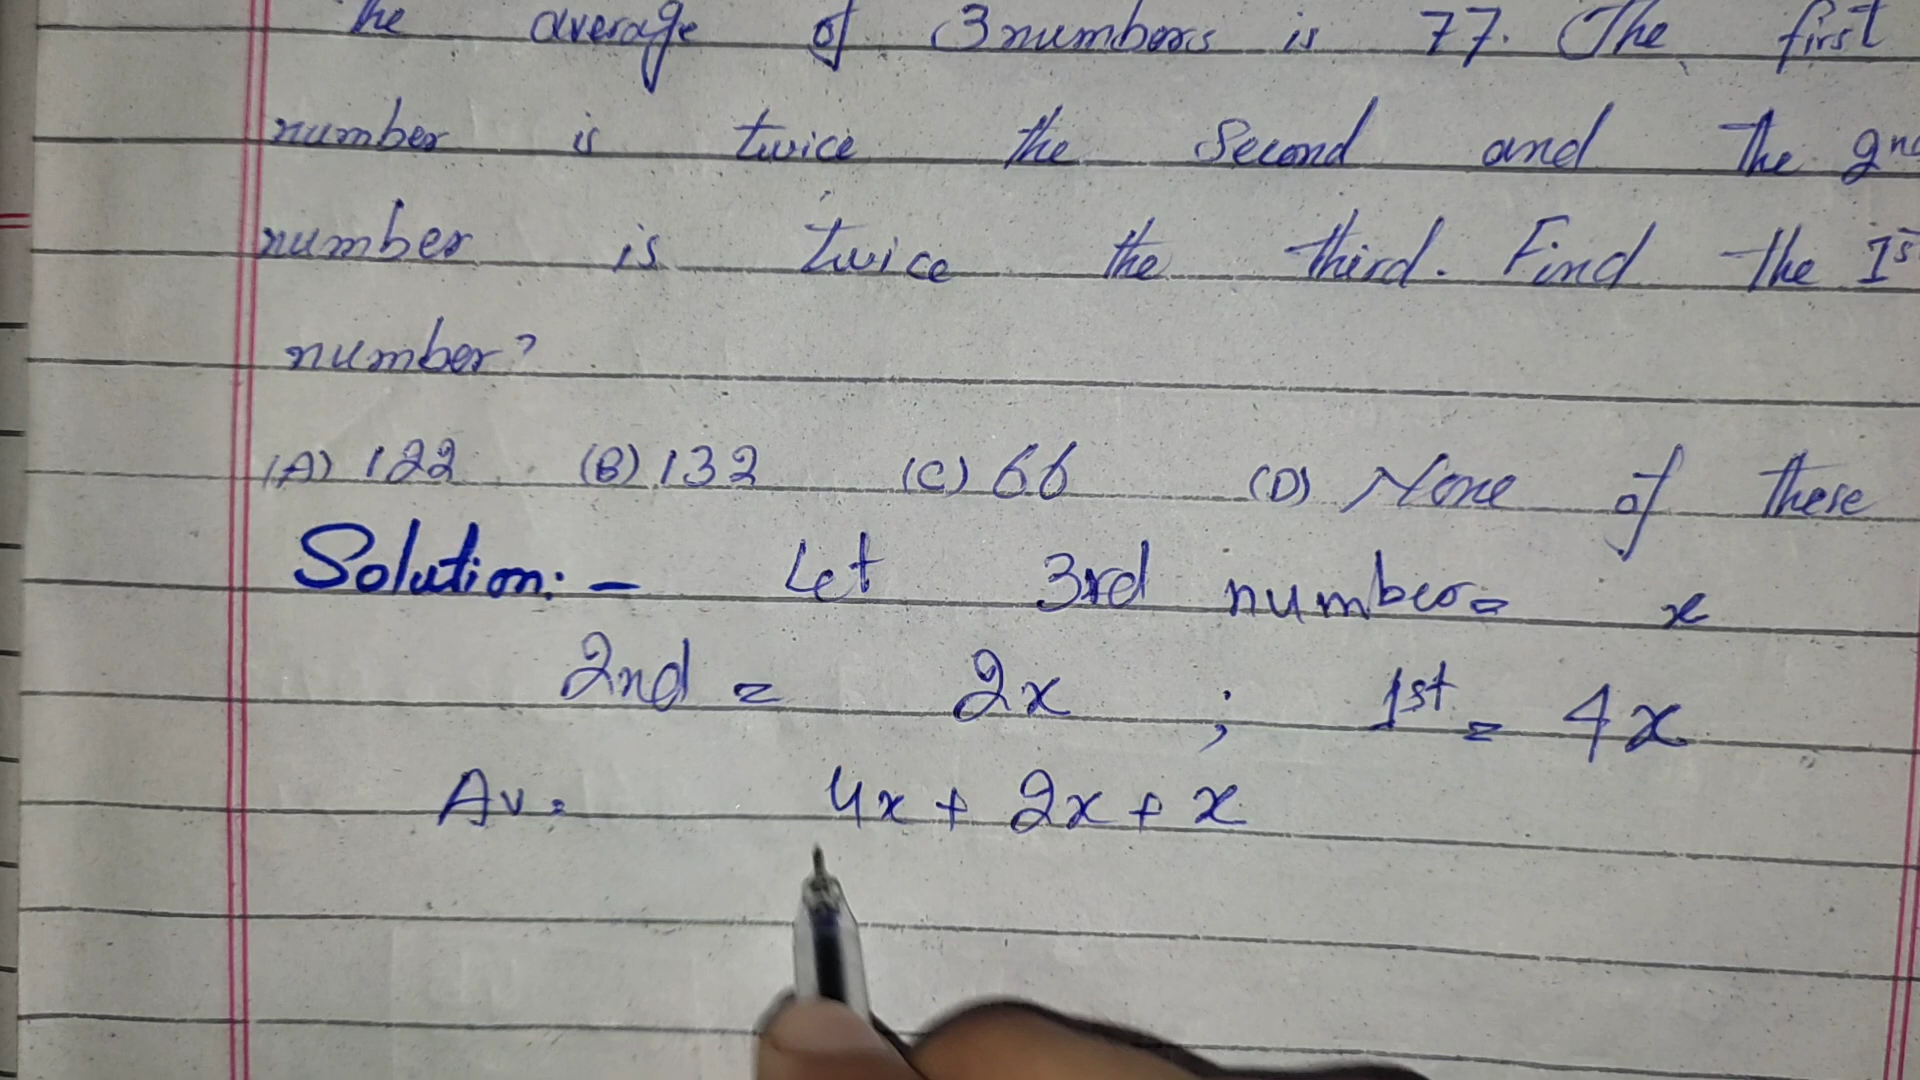 The average of 3 numbers is 77. The first
number is twice the second and the 2nd
number is twice the third. Find the Ist
number?
(A) 122 (B) 132 (C) 66 (D) None of these
Solution:- Let 3rd number = x
2nd = 2x ; 1st = 4x
Av = 4x + 2x + x